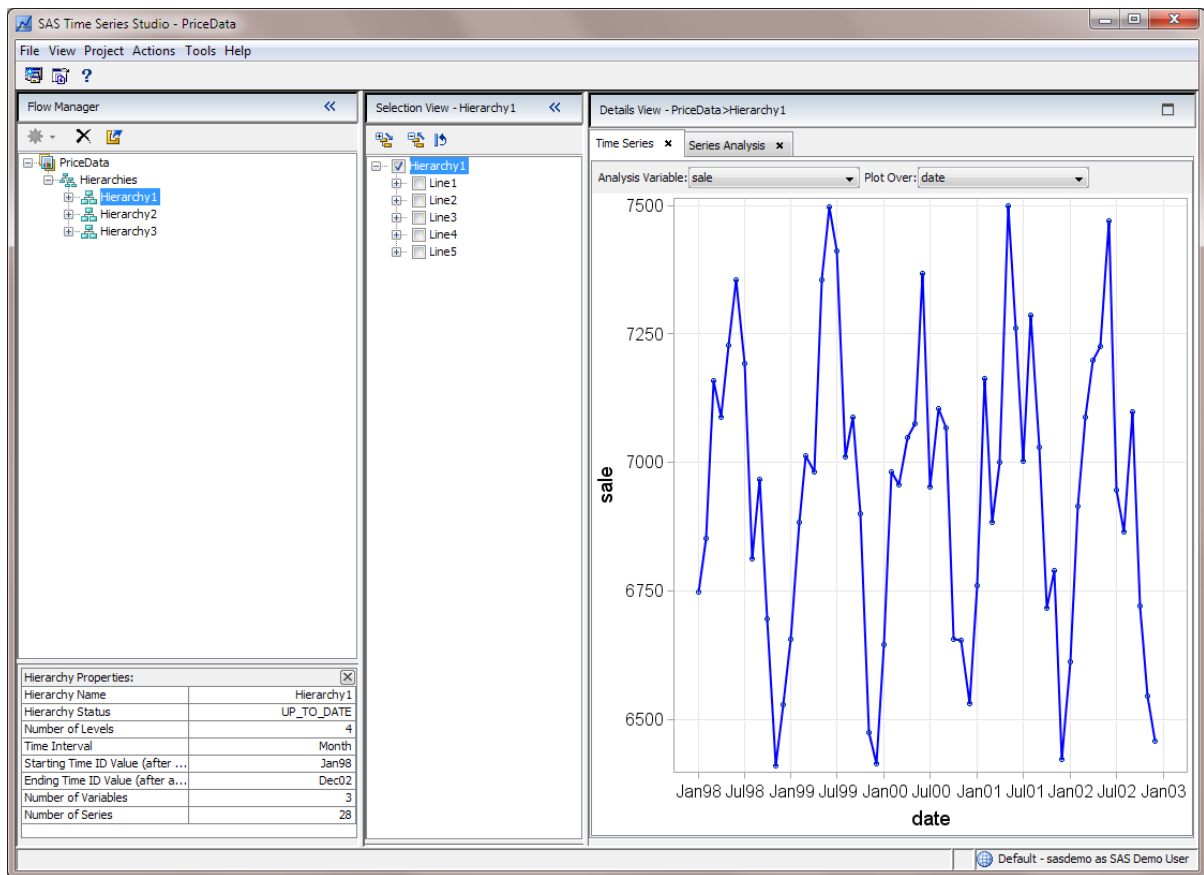 SAS Time Series Studio - PriceData
File View Project Actions Tools Help
Flow Manager
PriceData
Hierarchies
Hierarchy1
Hierarchy2
Hierarchy3
Hierarchy Properties:
Hierarchy Name Hierarchy1
Hierarchy Status UP_TO_DATE
Number of Levels 4
Time Interval Month
Starting Time ID Value (after ... Jan98
Ending Time ID Value (after a... Dec02
Number of Variables 3
Number of Series 28
Selection View - Hierarchy1
Hierarchy1
Line1
Line2
Line3
Line4
Line5
Details View - PriceData>Hierarchy1
Time Series Series Analysis
Analysis Variable: sale Plot Over: date
7500
7250
7000
6750
6500
sale
Jan98 Jul98 Jan99 Jul99 Jan00 Jul00 Jan01 Jul01 Jan02 Jul02 Jan03
date
Default - sasdemo as SAS Demo User